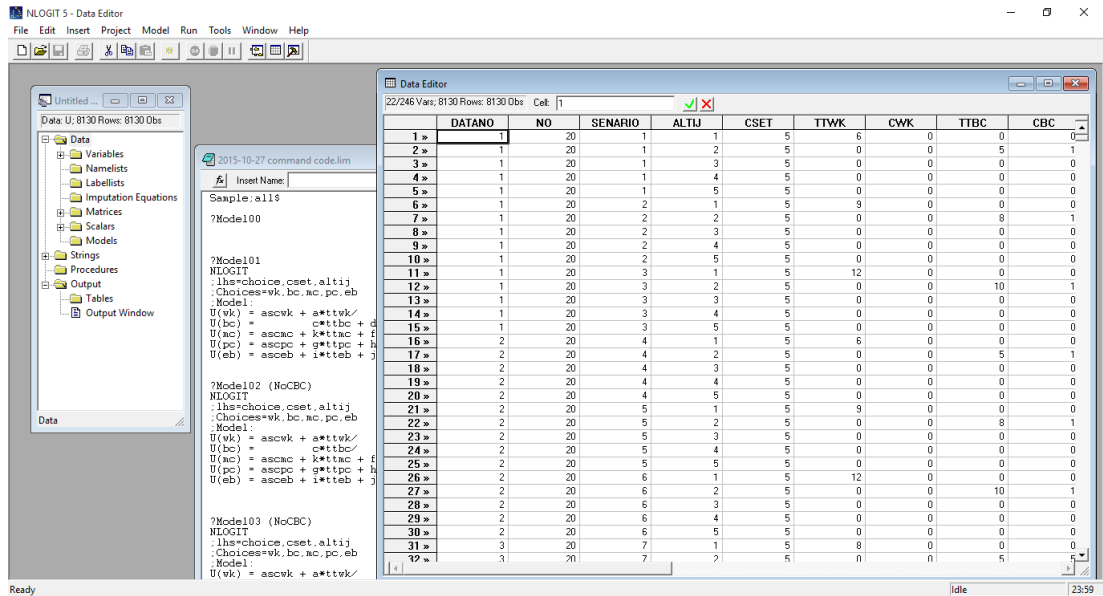 NLOGIT 5 - Data Editor
File Edit Insert Project Model Run Tools Window Help
Untitled ...
Data: U; 8130 Rows: 8130 Obs
Data
Variables
Namelists
Labellists
Imputation Equations
Matrices
Scalars
Models
Strings
Procedures
Output
Tables
Output Window
Data
2015-10-27 command code.lim
fx Insert Name:
Sample;all$
?Model00
?Model01
NLOGIT
;lhs=choice,cset,altij
;Choices=wk,bc,mc,pc,eb
;Model:
U(wk) = ascwk + a*ttwk/
U(bc) = c*ttbc + d
U(mc) = ascmc + k*ttmc + f
U(pc) = ascpc + g*ttpc + h
U(eb) = asceb + i*tteb + j
?Model02 (NoCBC)
NLOGIT
;lhs=choice,cset,altij
;Choices=wk,bc,mc,pc,eb
;Model:
U(wk) = ascwk + a*ttwk/
U(bc) = c*ttbc/
U(mc) = ascmc + k*ttmc + f
U(pc) = ascpc + g*ttpc + h
U(eb) = asceb + i*tteb + j
?Model03 (NoCBC)
NLOGIT
;lhs=choice,cset,altij
;Choices=wk,bc,mc,pc,eb
;Model:
U(wk) = ascwk + a*ttwk/
Data Editor
22/246 Vars; 8130 Rows: 8130 Obs Cell: 1
DATANO NO SENARIO ALTIJ CSET TTWK CWK TTBC CBC
1 » 1 20 1 1 5 6 0 0 0
2 » 1 20 1 2 5 0 0 5 1
3 » 1 20 1 3 5 0 0 0 0
4 » 1 20 1 4 5 0 0 0 0
5 » 1 20 1 5 5 0 0 0 0
6 » 1 20 2 1 5 9 0 0 0
7 » 1 20 2 2 5 0 0 8 1
8 » 1 20 2 3 5 0 0 0 0
9 » 1 20 2 4 5 0 0 0 0
10 » 1 20 2 5 5 0 0 0 0
11 » 1 20 3 1 5 12 0 0 0
12 » 1 20 3 2 5 0 0 10 1
13 » 1 20 3 3 5 0 0 0 0
14 » 1 20 3 4 5 0 0 0 0
15 » 1 20 3 5 5 0 0 0 0
16 » 2 20 4 1 5 6 0 0 0
17 » 2 20 4 2 5 0 0 5 1
18 » 2 20 4 3 5 0 0 0 0
19 » 2 20 4 4 5 0 0 0 0
20 » 2 20 4 5 5 0 0 0 0
21 » 2 20 5 1 5 9 0 0 0
22 » 2 20 5 2 5 0 0 8 1
23 » 2 20 5 3 5 0 0 0 0
24 » 2 20 5 4 5 0 0 0 0
25 » 2 20 5 5 5 0 0 0 0
26 » 2 20 6 1 5 12 0 0 0
27 » 2 20 6 2 5 0 0 10 1
28 » 2 20 6 3 5 0 0 0 0
29 » 2 20 6 4 5 0 0 0 0
30 » 2 20 6 5 5 0 0 0 0
31 » 3 20 7 1 5 8 0 0 0
32 » 3 20 7 2 5 0 0 5 5
Ready Idle 23:59